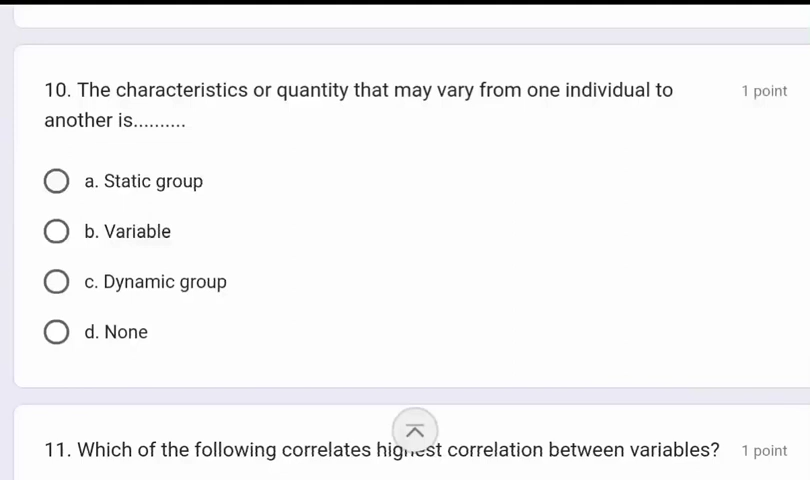 10. The characteristics or quantity that may vary from one individual to
1 point
another is..........
a. Static group
b. Variable
c. Dynamic group
d. None
11. Which of the following correlates highest correlation between variables?
1 point